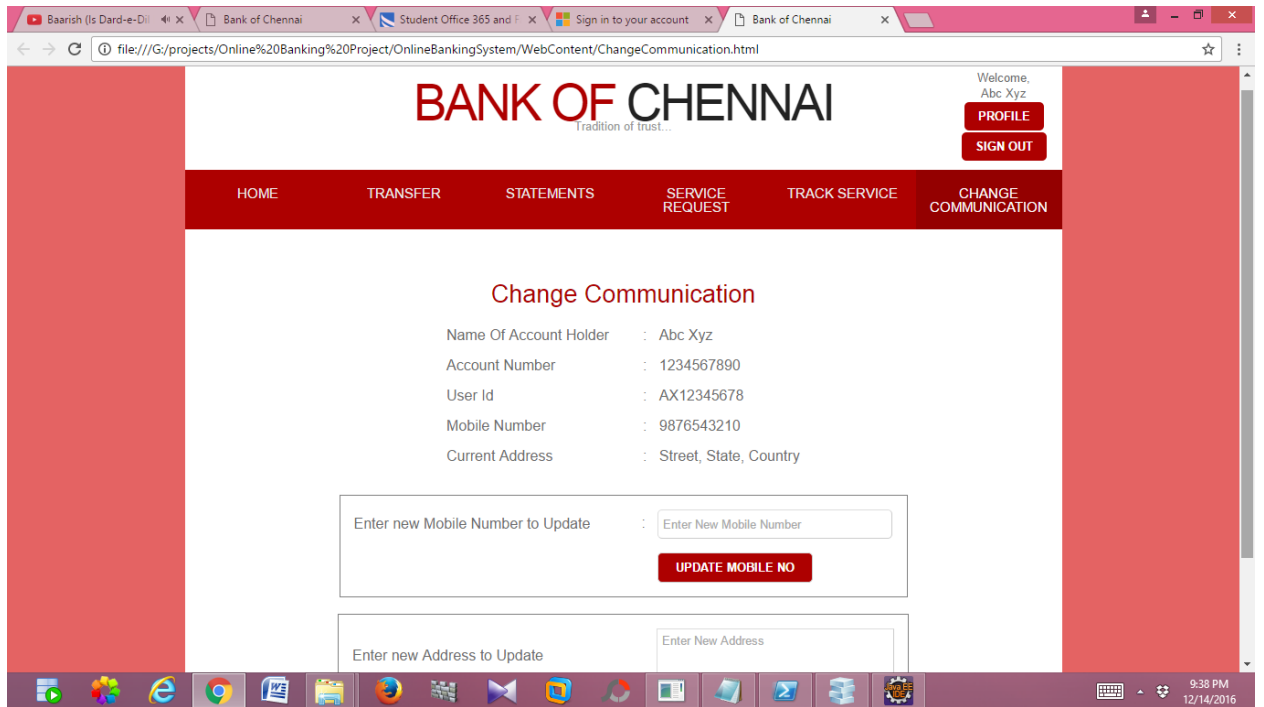 Baarish (Is Dard-e-Dil
Bank of Chennai
Student Office 365 and F
Sign in to your account
Bank of Chennai
file:///G:/projects/Online%20Banking%20Project/OnlineBankingSystem/WebContent/ChangeCommunication.html
BANK OF CHENNAI
Tradition of trust...
Welcome,
Abc Xyz
PROFILE
SIGN OUT
HOME
TRANSFER
STATEMENTS
SERVICE
REQUEST
TRACK SERVICE
CHANGE
COMMUNICATION
Change Communication
Name Of Account Holder : Abc Xyz
Account Number : 1234567890
User Id : AX12345678
Mobile Number : 9876543210
Current Address : Street, State, Country
Enter new Mobile Number to Update : Enter New Mobile Number
UPDATE MOBILE NO
Enter New Address
Enter new Address to Update
Java EE
IDE
9:38 PM
12/14/2016